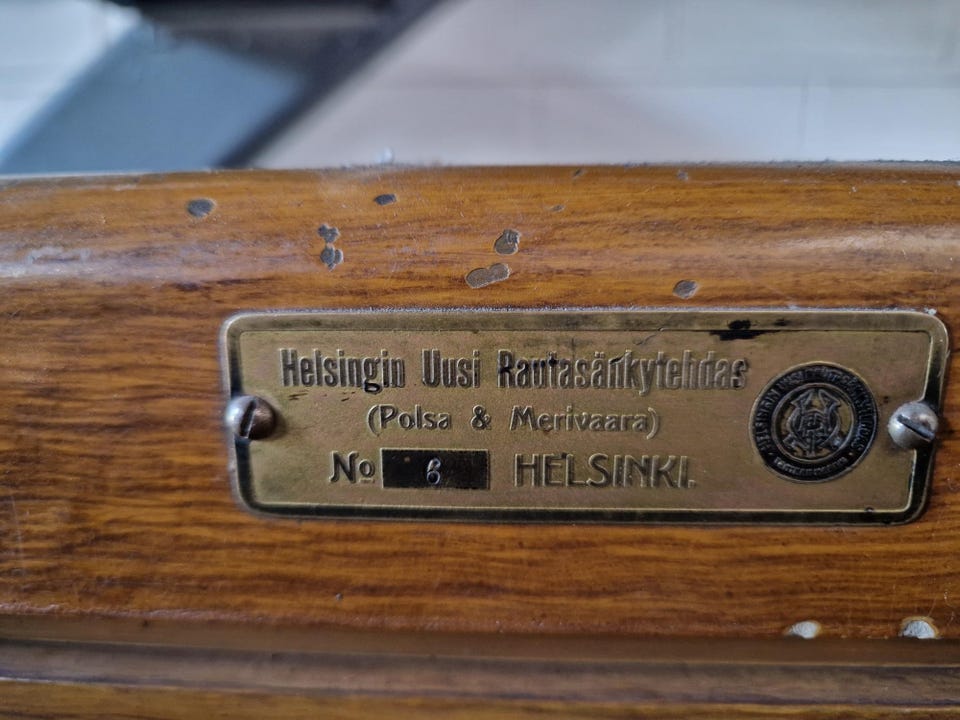 Helsingin Uusi Rautasänkytehdas
(Polsa & Merivaara)
No 6 HELSINKI.